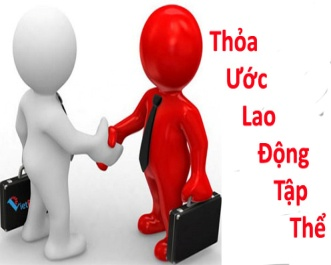 Thỏa
Ước
Lao
Động
Tập
Thể